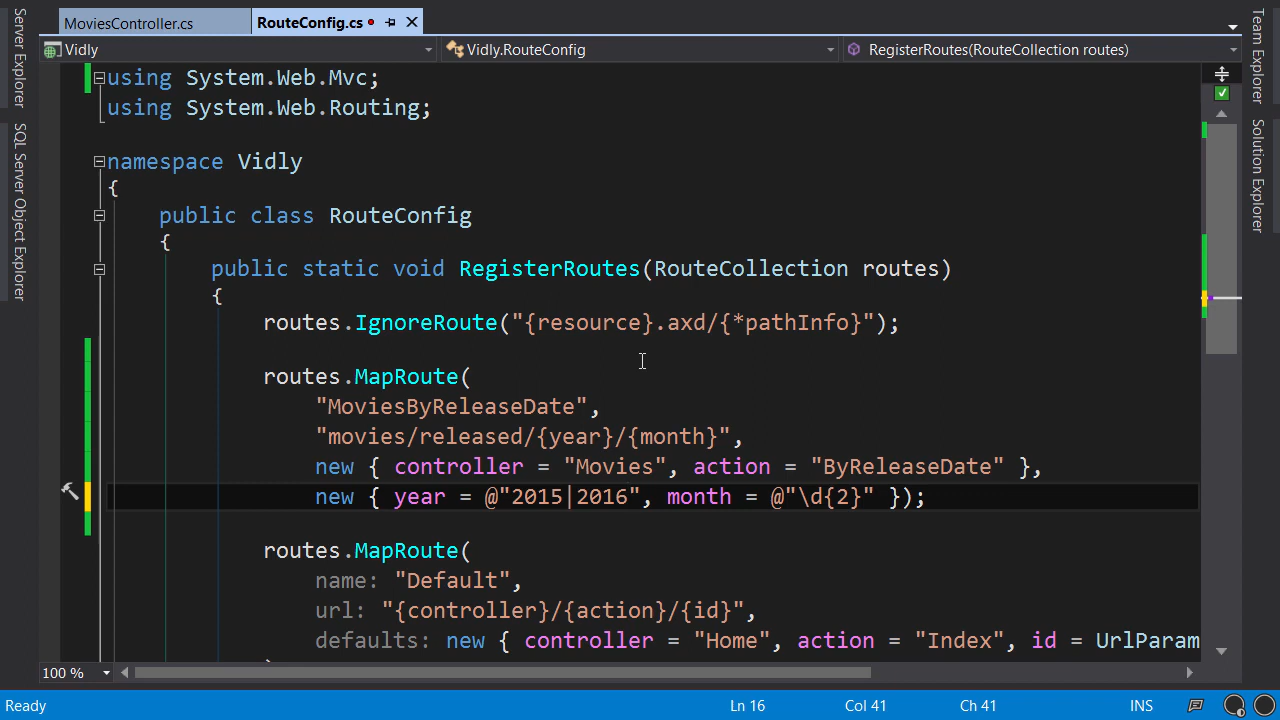 MoviesController.cs
RouteConfig.cs
Vidly
Vidly.RouteConfig
RegisterRoutes(RouteCollection routes)
Server Explorer
SQL Server Object Explorer
Team Explorer
Solution Explorer
using System.Web.Mvc;
using System.Web.Routing;
namespace Vidly
{
public class RouteConfig
{
public static void RegisterRoutes(RouteCollection routes)
{
routes.IgnoreRoute("{resource}.axd/{*pathInfo}");
routes.MapRoute(
"MoviesByReleaseDate",
"movies/released/{year}/{month}",
new { controller = "Movies", action = "ByReleaseDate" },
new { year = @"2015|2016", month = @"\d{2}" });
routes.MapRoute(
name: "Default",
url: "{controller}/{action}/{id}",
defaults: new { controller = "Home", action = "Index", id = UrlParam
100 %
Ready
Ln 16
Col 41
Ch 41
INS